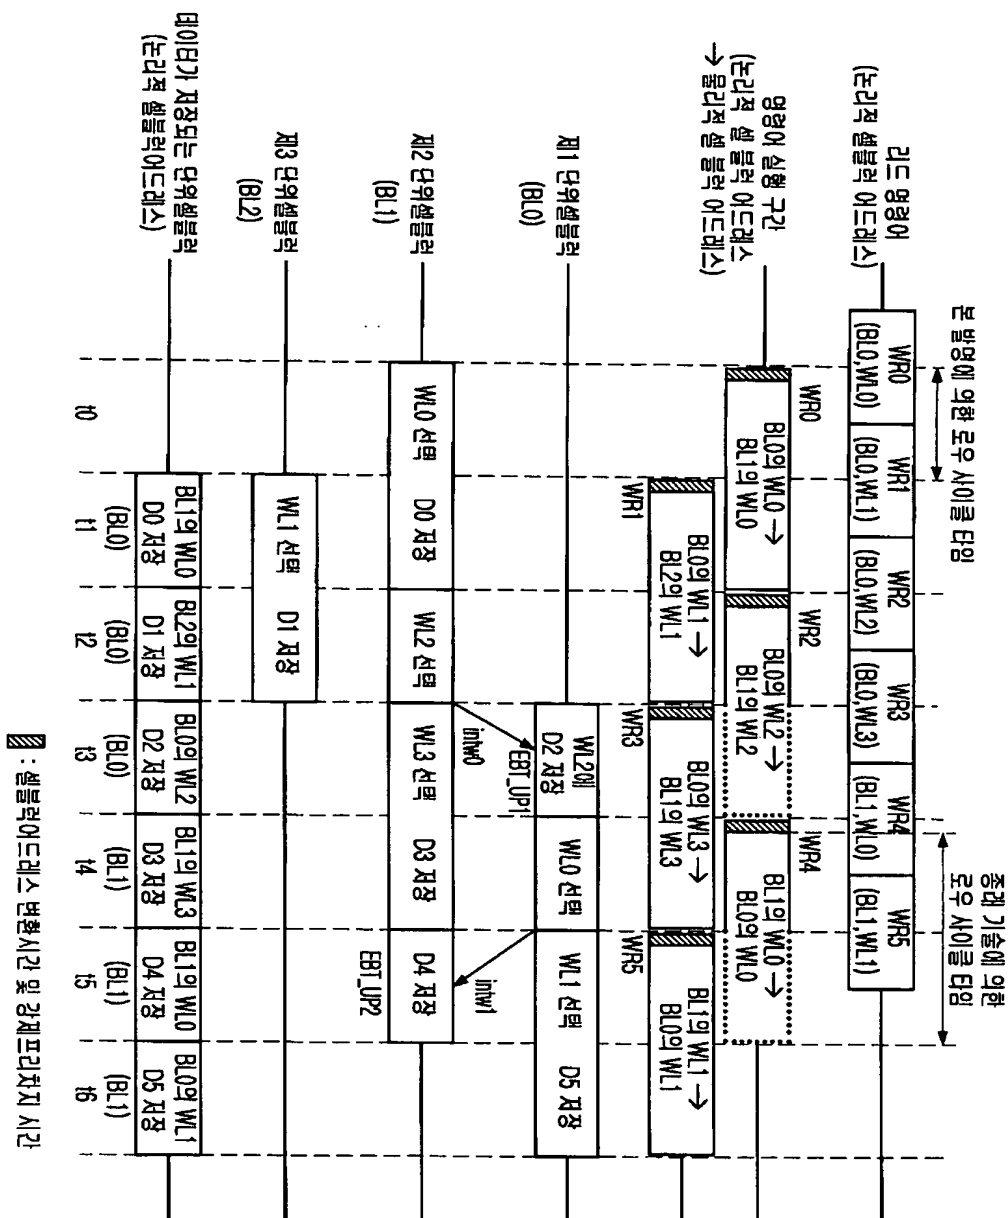 본 발명에 의한 로우 사이클 타임
종래 기술에 의한
로우 사이클 타임
리드 명령어
(논리적 셀블럭 어드레스)
WR0
(BL0,WL0)
WR1
(BL0,WL1)
WR2
(BL0,WL2)
WR3
(BL0,WL3)
WR4
(BL1,WL0)
WR5
(BL1,WL1)
명령어 실행 구간
(논리적 셀 블럭 어드레스
→ 물리적 셀 블럭 어드레스)
WR0
BL0의 WL0 →
BL1의 WL0
WR2
BL0의 WL2 →
BL1의 WL2
WR4
BL1의 WL0 →
BL0의 WL0
WR1
BL0의 WL1 →
BL2의 WL1
WR3
BL0의 WL3 →
BL1의 WL3
WR5
BL1의 WL1 →
BL0의 WL1
제1 단위셀블럭
(BL0)
WL2에
D2 저장
EBT_UP1
WL0 선택
WL1 선택
D5 저장
intw0
intw1
제2 단위셀블럭
(BL1)
WL0 선택
D0 저장
WL2 선택
WL3 선택
D3 저장
D4 저장
EBT_UP2
제3 단위셀블럭
(BL2)
WL1 선택
D1 저장
데이터가 저장되는 단위셀블럭
(논리적 셀블럭어드레스)
BL1의 WL0
D0 저장
(BL0)
BL2의 WL1
D1 저장
(BL0)
BL0의 WL2
D2 저장
(BL0)
BL1의 WL3
D3 저장
(BL1)
BL1의 WL0
D4 저장
(BL1)
BL0의 WL1
D5 저장
(BL1)
t0
t1
t2
t3
t4
t5
t6
: 셀블럭어드레스 변환시간 및 강제프리차지 시간